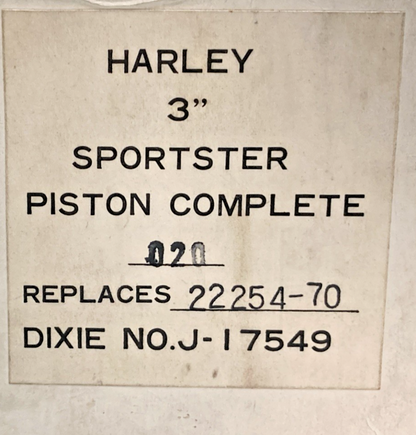 HARLEY
3”
SPORTSTER
PISTON COMPLETE
.020
REPLACES 22254-70
DIXIE NO.J-17549